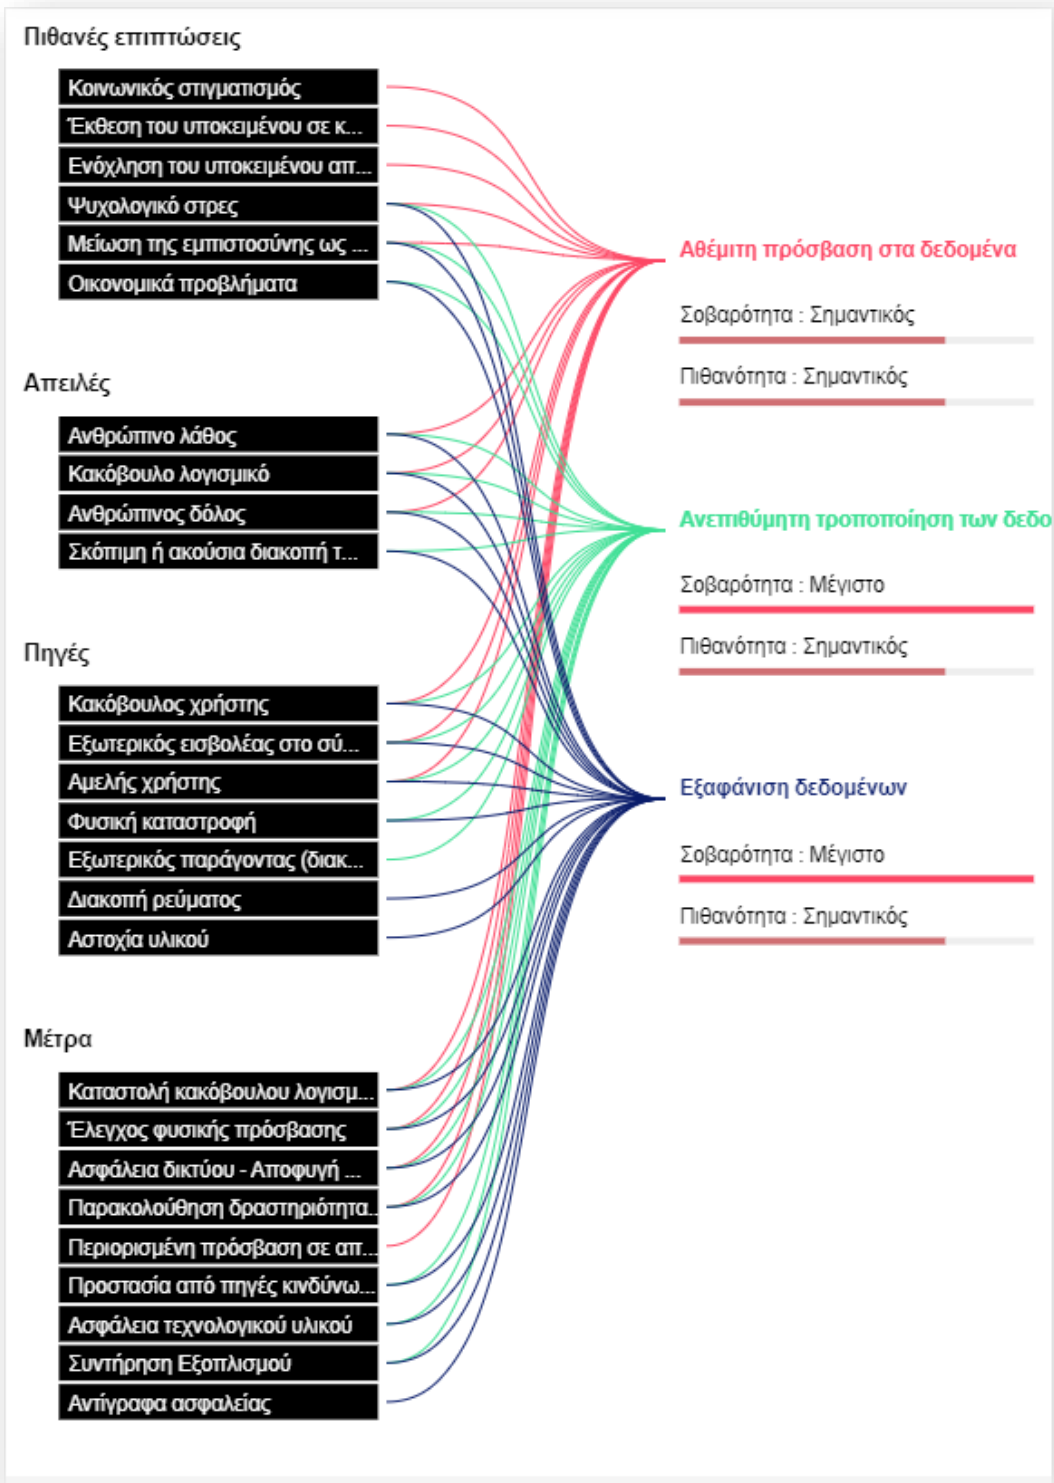 Πιθανές επιπτώσεις
Κοινωνικός στιγματισμός
Έκθεση του υποκειμένου σε κ...
Ενόχληση του υποκειμένου απ...
Ψυχολογικό στρες
Μείωση της εμπιστοσύνης ως ...
Οικονομικά προβλήματα
Απειλές
Ανθρώπινο λάθος
Κακόβουλο λογισμικό
Ανθρώπινος δόλος
Σκόπιμη ή ακούσια διακοπή τ...
Πηγές
Κακόβουλος χρήστης
Εξωτερικός εισβολέας στο σύ...
Αμελής χρήστης
Φυσική καταστροφή
Εξωτερικός παράγοντας (διακ...
Διακοπή ρεύματος
Αστοχία υλικού
Μέτρα
Καταστολή κακόβουλου λογισμ...
Έλεγχος φυσικής πρόσβασης
Ασφάλεια δικτύου - Αποφυγή ...
Παρακολούθηση δραστηριότητα...
Περιορισμένη πρόσβαση σε απ...
Προστασία από πηγές κινδύνω...
Ασφάλεια τεχνολογικού υλικού
Συντήρηση Εξοπλισμού
Αντίγραφα ασφαλείας
Αθέμιτη πρόσβαση στα δεδομένα
Σοβαρότητα : Σημαντικός
Πιθανότητα : Σημαντικός
Ανεπιθύμητη τροποποίηση των δεδο
Σοβαρότητα : Μέγιστο
Πιθανότητα : Σημαντικός
Εξαφάνιση δεδομένων
Σοβαρότητα : Μέγιστο
Πιθανότητα : Σημαντικός